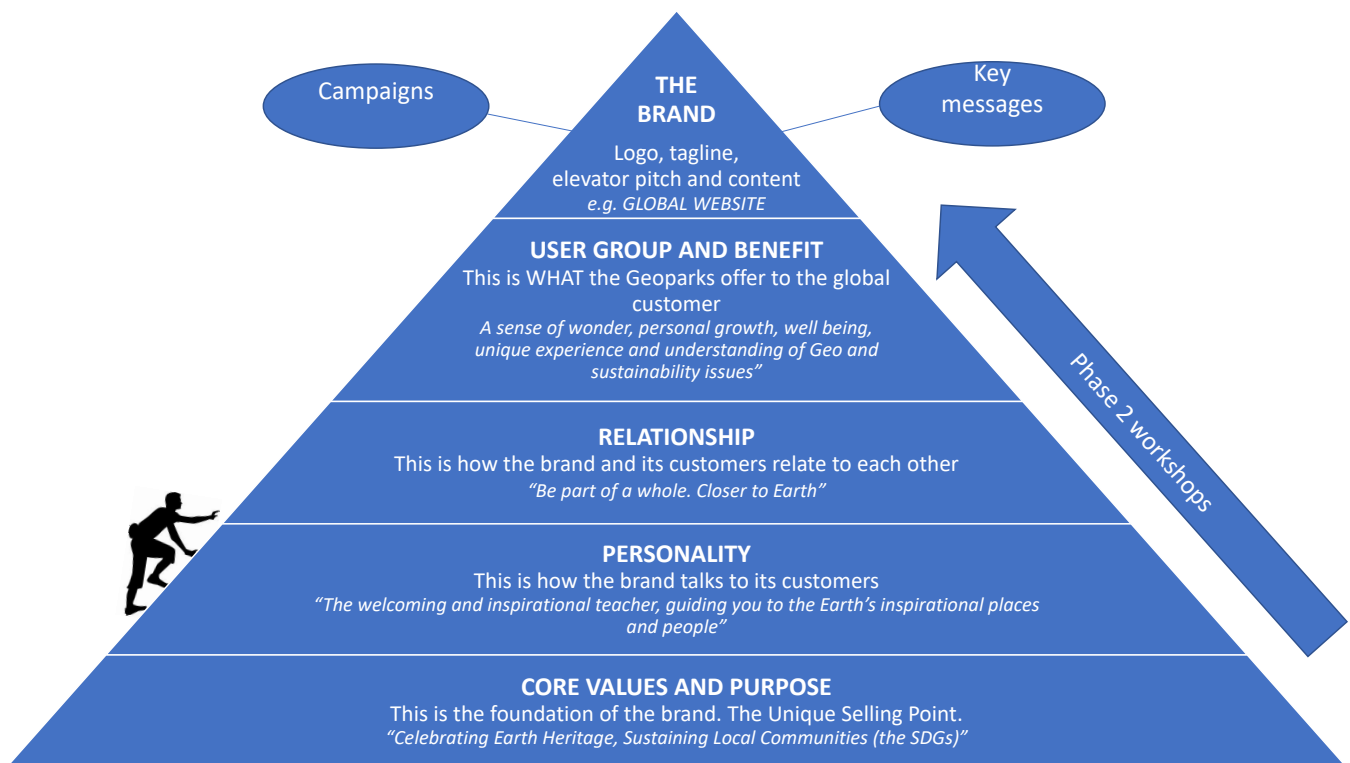 Campaigns
Key
messages
THE
BRAND
Logo, tagline,
elevator pitch and content
e.g. GLOBAL WEBSITE
USER GROUP AND BENEFIT
This is WHAT the Geoparks offer to the global
customer
A sense of wonder, personal growth, well being,
unique experience and understanding of Geo and
sustainability issues”
Phase 2 workshops
RELATIONSHIP
This is how the brand and its customers relate to each other
“Be part of a whole. Closer to Earth”
PERSONALITY
This is how the brand talks to its customers
“The welcoming and inspirational teacher, guiding you to the Earth’s inspirational places
and people”
CORE VALUES AND PURPOSE
This is the foundation of the brand. The Unique Selling Point.
“Celebrating Earth Heritage, Sustaining Local Communities (the SDGs)”